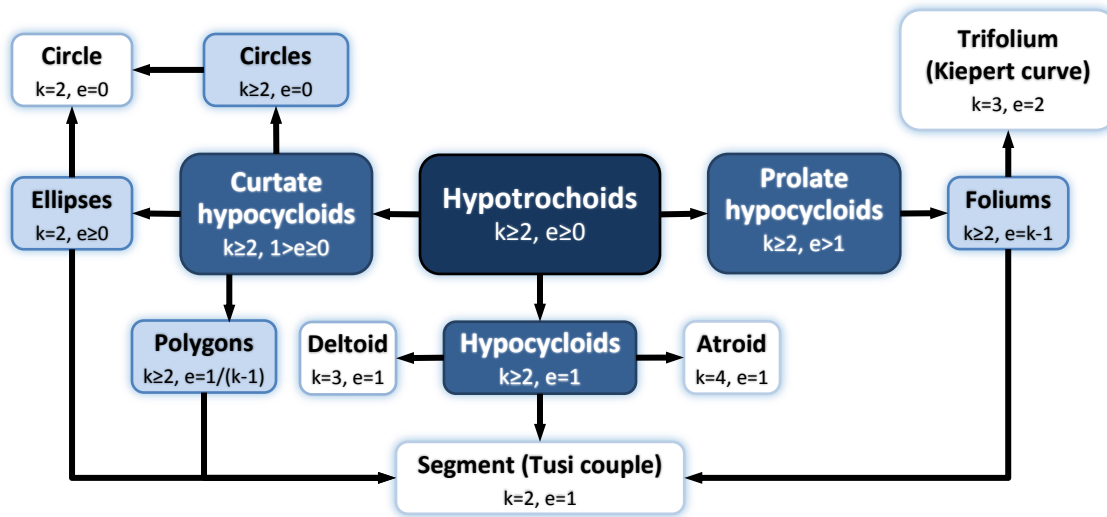 Circle
k=2, e=0
Circles
k≥2, e=0
Trifolium
(Kiepert curve)
k=3, e=2
Ellipses
k=2, e≥0
Curtate
hypocycloids
k≥2, 1>e≥0
Hypotrochoids
k≥2, e≥0
Prolate
hypocycloids
k≥2, e>1
Foliums
k≥2, e=k-1
Polygons
k≥2, e=1/(k-1)
Deltoid
k=3, e=1
Hypocycloids
k≥2, e=1
Atroid
k=4, e=1
Segment (Tusi couple)
k=2, e=1